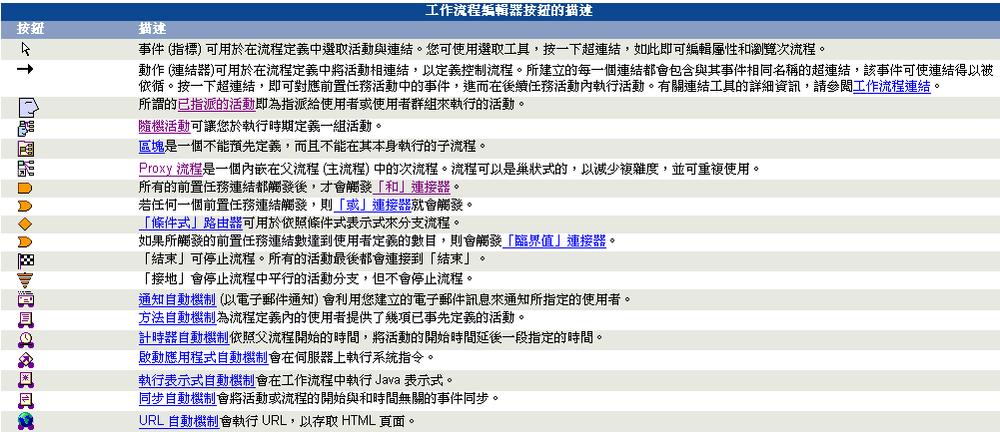 工作流程編輯器按鈕的描述
按鈕 描述
事件 (指標) 可用於在流程定義中選取活動與連結。您可使用選取工具，按一下超連結，如此即可編輯屬性和瀏覽次流程。
動作 (連結器)可用於在流程定義中將活動相連結，以定義控制流程。所建立的每一個連結都會包含與其事件相同名稱的超連結，該事件可使連結得以被
依循。按一下超連結，即可對應前置任務活動中的事件，進而在後續任務活動內執行活動。有關連結工具的詳細資訊，請參閱工作流程連結。
所謂的已指派的活動即為指派給使用者或使用者群組來執行的活動。
隨機活動可讓您於執行時期定義一組活動。
區塊是一個不能預先定義，而且不能在其本身執行的子流程。
Proxy 流程是一個內嵌在父流程 (主流程) 中的次流程。流程可以是巢狀式的，以減少複雜度，並可重複使用。
所有的前置任務連結都觸發後，才會觸發「和」連接器。
若任何一個前置任務連結觸發，則「或」連接器就會觸發。
「條件式」路由器可用於依照條件式表示式來分支流程。
如果所觸發的前置任務連結數達到使用者定義的數目，則會觸發「臨界值」連接器。
「結束」可停止流程。所有的活動最後都會連接到「結束」。
「接地」會停止流程中平行的活動分支，但不會停止流程。
通知自動機制 (以電子郵件通知) 會利用您建立的電子郵件訊息來通知所指定的使用者。
方法自動機制為流程定義內的使用者提供了幾項已事先定義的活動。
計時器自動機制依照父流程開始的時間，將活動的開始時間延後一段指定的時間。
啟動應用程式自動機制會在伺服器上執行系統指令。
執行表示式自動機制會在工作流程中執行 Java 表示式。
同步自動機制會將活動或流程的開始與和時間無關的事件同步。
URL 自動機制會執行 URL，以存取 HTML 頁面。